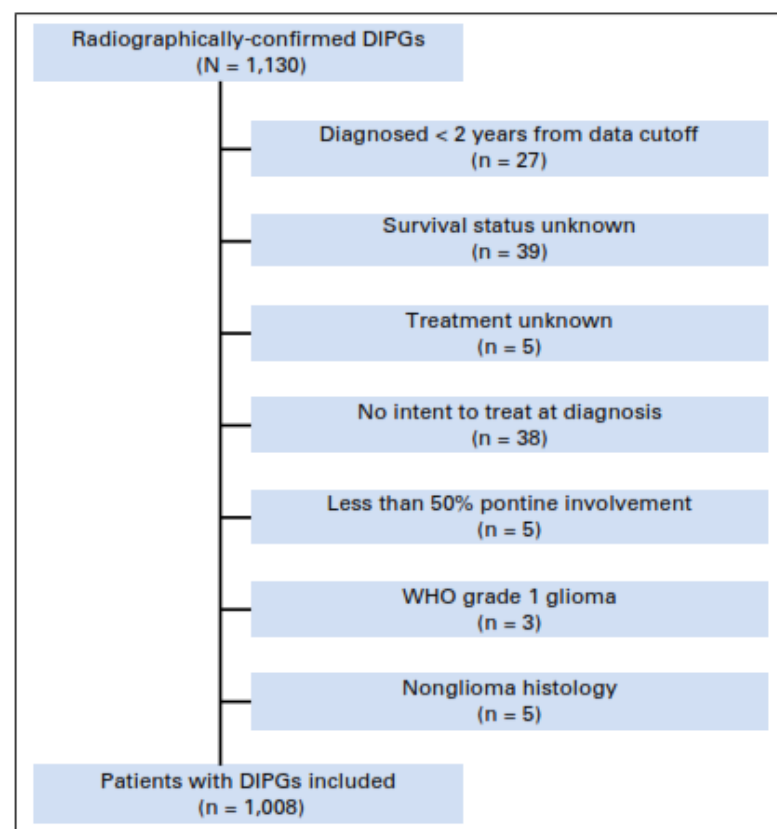 Radiographically-confirmed DIPGs
(N = 1,130)
Diagnosed < 2 years from data cutoff
(n = 27)
Survival status unknown
(n = 39)
Treatment unknown
(n = 5)
No intent to treat at diagnosis
(n = 38)
Less than 50% pontine involvement
(n = 5)
WHO grade 1 glioma
(n = 3)
Nonglioma histology
(n = 5)
Patients with DIPGs included
(n = 1,008)